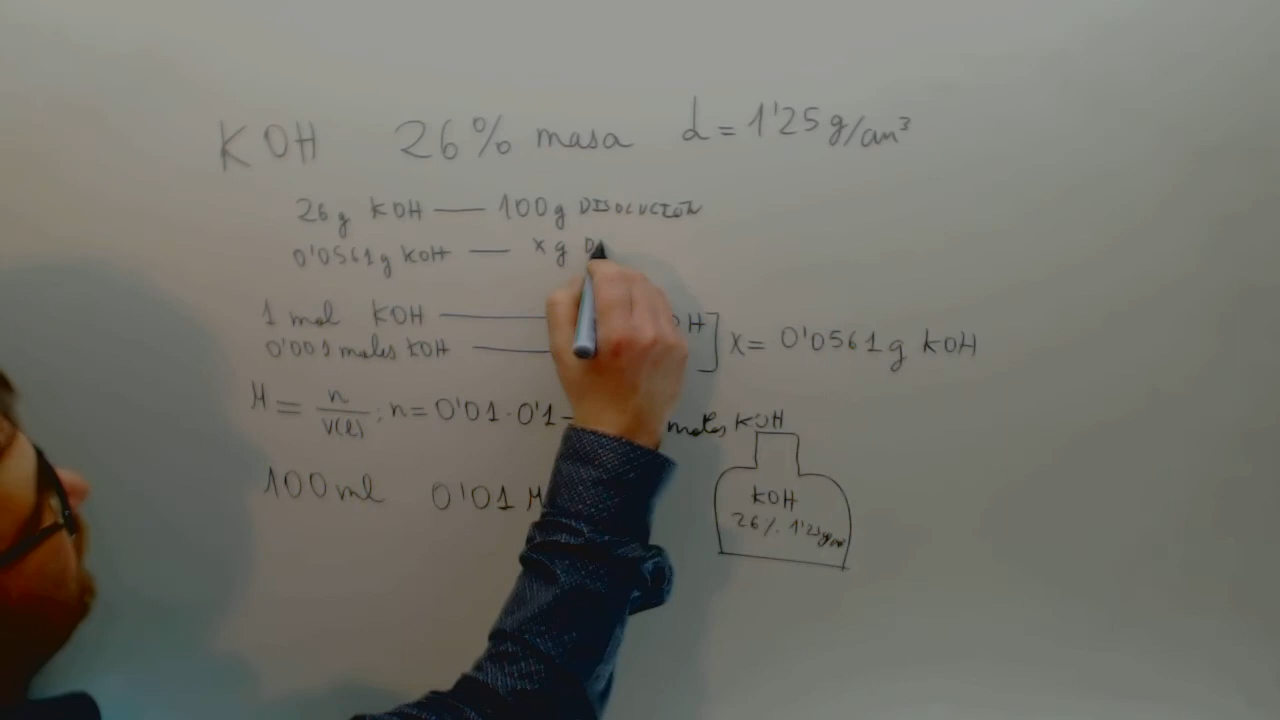 KOH 26% masa d = 1'25 g/cm³
26 g KOH — 100 g DISOLUCIÓN
0'0561 g KOH — x g
1 mol KOH — OH] x = 0'0561 g KOH
0'001 moles KOH —
M = n/V(l) ; n = 0'01 · 0'1 moles KOH
100 ml 0'01 M
KOH
26% 1'25